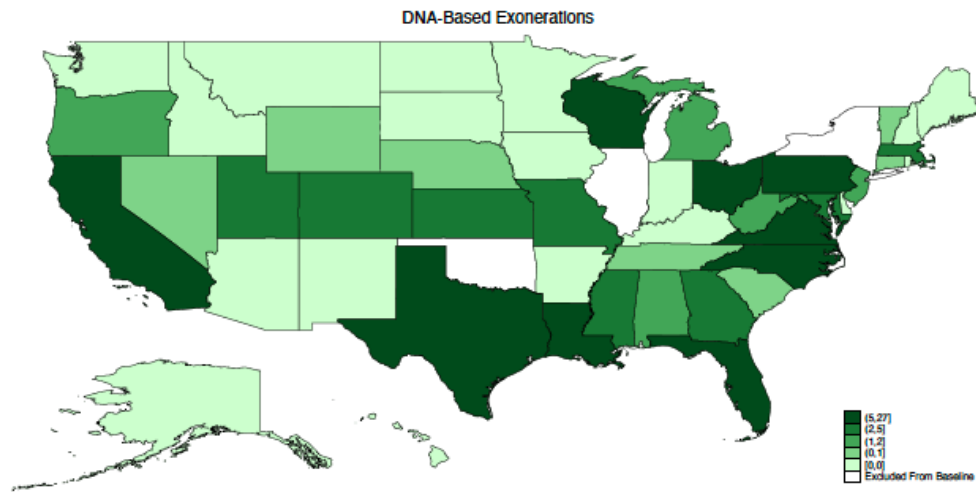 DNA-Based Exonerations
(5,27]
(2,5]
(1,2]
(0,1]
[0,0]
Excluded From Baseline